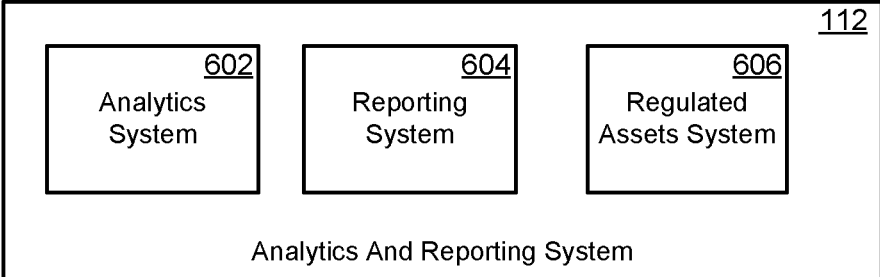 112
602
Analytics
System
604
Reporting
System
606
Regulated
Assets System
Analytics And Reporting System